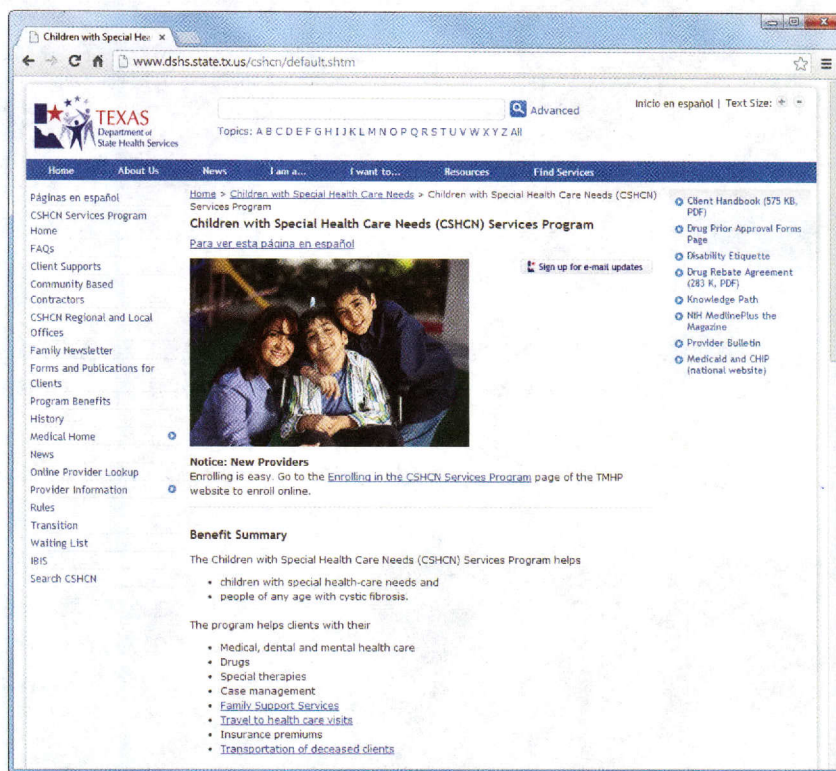 Children with Special Hea
www.dshs.state.tx.us/cshcn/default.shtm
TEXAS
Department of
State Health Services
Advanced
Inicio en español | Text Size: + -
Topics: A B C D E F G H I J K L M N O P Q R S T U V W X Y Z All
Home About Us News I am a... I want to... Resources Find Services
Páginas en español
CSHCN Services Program
Home
FAQs
Client Supports
Community Based
Contractors
CSHCN Regional and Local
Offices
Family Newsletter
Forms and Publications for
Clients
Program Benefits
History
Medical Home
News
Online Provider Lookup
Provider Information
Rules
Transition
Waiting List
IBIS
Search CSHCN
Home > Children with Special Health Care Needs > Children with Special Health Care Needs (CSHCN)
Services Program
Children with Special Health Care Needs (CSHCN) Services Program
Para ver esta página en español
Sign up for e-mail updates
Notice: New Providers
Enrolling is easy. Go to the Enrolling in the CSHCN Services Program page of the TMHP
website to enroll online.
Benefit Summary
The Children with Special Health Care Needs (CSHCN) Services Program helps
• children with special health-care needs and
• people of any age with cystic fibrosis.
The program helps clients with their
• Medical, dental and mental health care
• Drugs
• Special therapies
• Case management
• Family Support Services
• Travel to health care visits
• Insurance premiums
• Transportation of deceased clients
Client Handbook (575 KB,
PDF)
Drug Prior Approval Forms
Page
Disability Etiquette
Drug Rebate Agreement
(283 K, PDF)
Knowledge Path
NIH MedlinePlus the
Magazine
Provider Bulletin
Medicaid and CHIP
(national website)